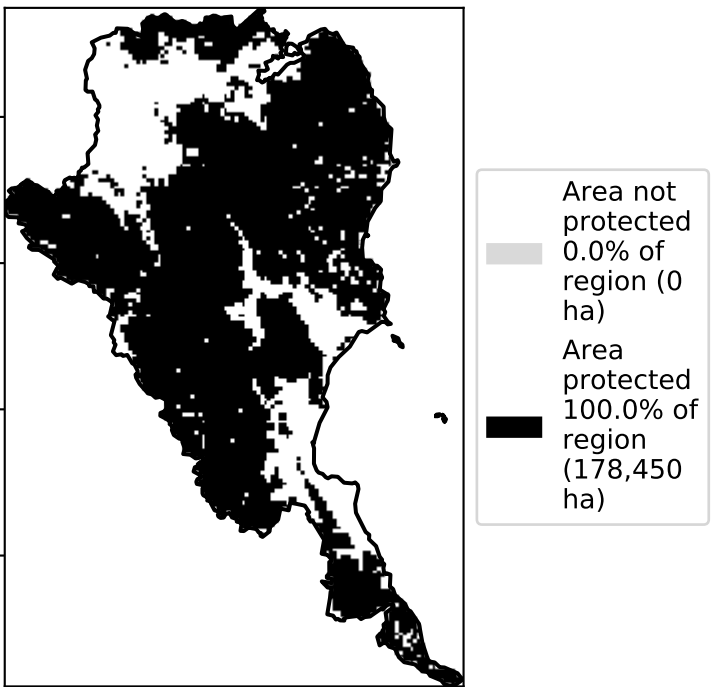 Area not
protected
0.0% of
region (0
ha)
Area
protected
100.0% of
region
(178,450
ha)